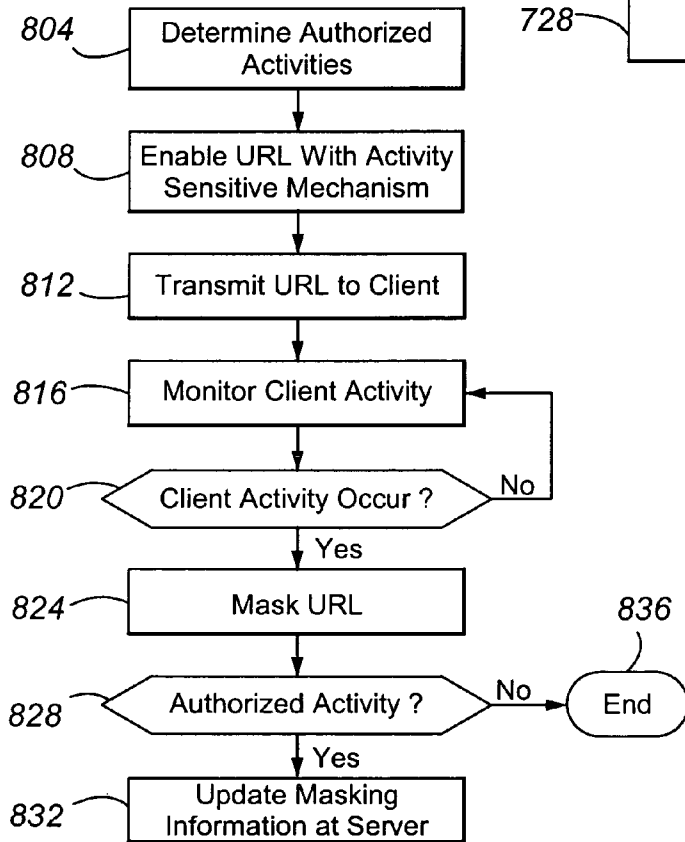 804
Determine Authorized
Activities
728
808
Enable URL With Activity
Sensitive Mechanism
812
Transmit URL to Client
816
Monitor Client Activity
820
Client Activity Occur ?
No
Yes
824
Mask URL
836
828
Authorized Activity ?
No
End
Yes
832
Update Masking
Information at Server